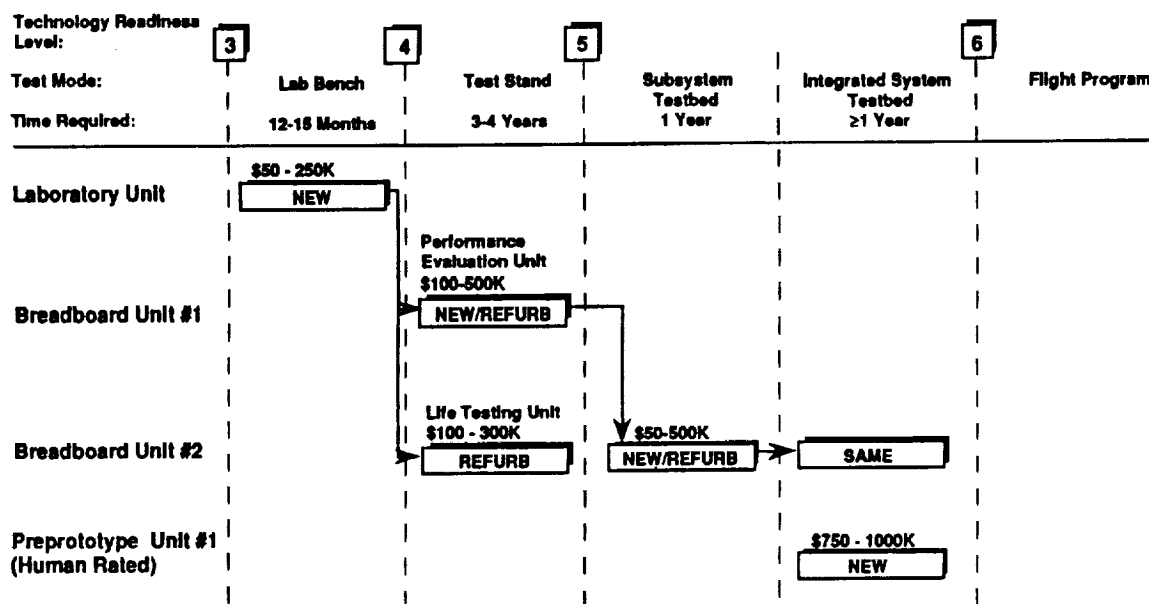 Technology Readiness
Level:
3
4
5
6
Test Mode:
Lab Bench
Test Stand
Subsystem
Testbed
Integrated System
Testbed
Flight Program
Time Required:
12-15 Months
3-4 Years
1 Year
≥1 Year
$50 - 250K
Laboratory Unit
NEW
Performance
Evaluation Unit
$100-500K
Breadboard Unit #1
NEW/REFURB
Life Testing Unit
$100 - 300K
$50-500K
Breadboard Unit #2
REFURB
NEW/REFURB
SAME
Preprototype Unit #1
(Human Rated)
$750 - 1000K
NEW